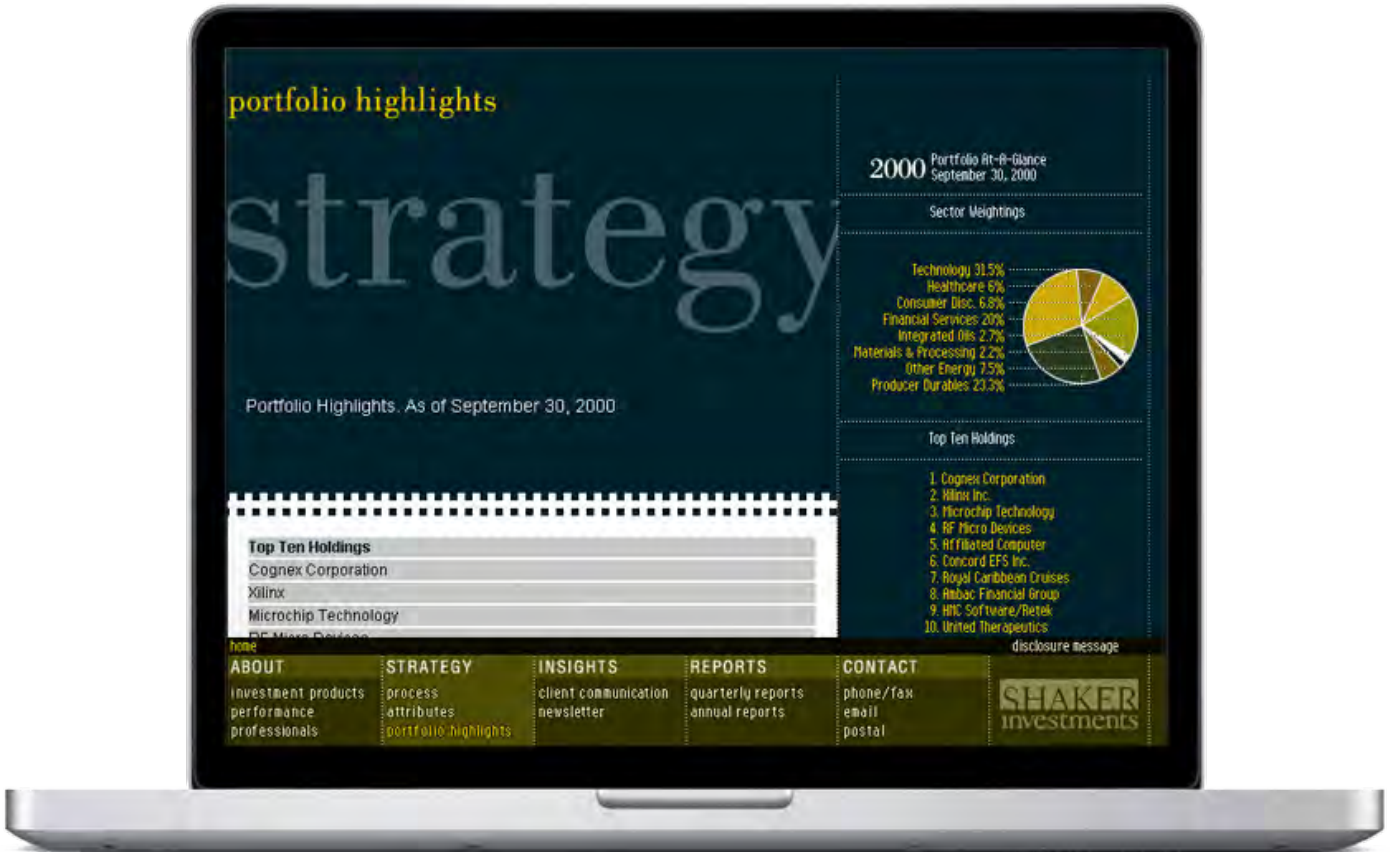 portfolio highlights
strategy
Portfolio Highlights. As of September 30, 2000
Top Ten Holdings
Cognex Corporation
Xilinx
Microchip Technology
RF Micro Devices
2000 Portfolio At-A-Glance
September 30, 2000
Sector Weightings
Technology 31.5%
Healthcare 6%
Consumer Disc. 6.8%
Financial Services 20%
Integrated Oils 2.7%
Materials & Processing 2.2%
Other Energy 7.5%
Producer Durables 23.3%
Top Ten Holdings
1. Cognex Corporation
2. Xilinx Inc.
3. Microchip Technology
4. RF Micro Devices
5. Affiliated Computer
6. Concord EFS Inc.
7. Royal Caribbean Cruises
8. Ambac Financial Group
9. HNC Software/Retek
10. United Therapeutics
home
disclosure message
ABOUT
investment products
performance
professionals
STRATEGY
process
attributes
portfolio highlights
INSIGHTS
client communication
newsletter
REPORTS
quarterly reports
annual reports
CONTACT
phone/fax
email
postal
SHAKER
investments